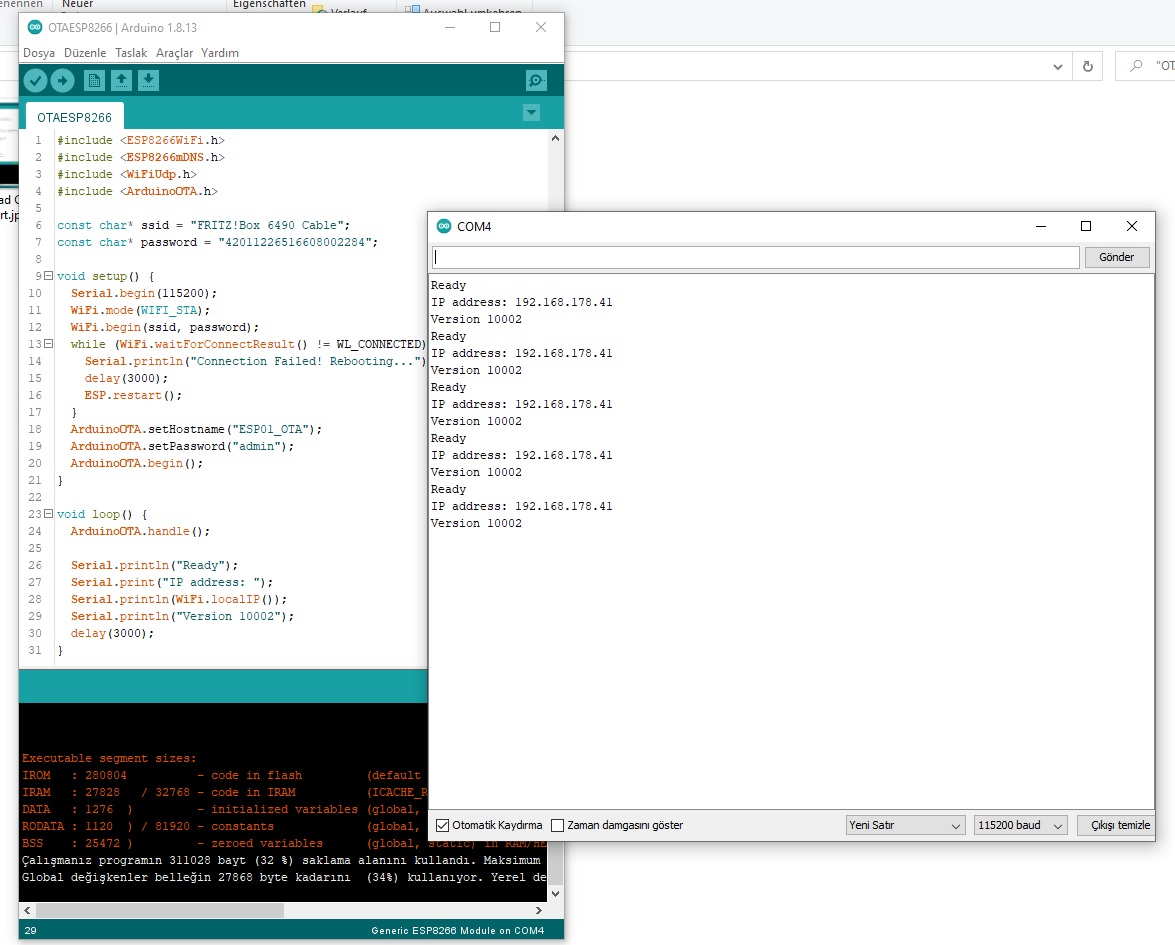 Neuer
Eigenschaften
Verlauf
Auswahl umkehren
OTAESP8266 | Arduino 1.8.13
Dosya Düzenle Taslak Araçlar Yardım
OTAESP8266
1 #include <ESP8266WiFi.h>
2 #include <ESP8266mDNS.h>
3 #include <WiFiUdp.h>
4 #include <ArduinoOTA.h>
5
6 const char* ssid = "FRITZ!Box 6490 Cable";
7 const char* password = "42011226516608002284";
8
9 void setup() {
10 Serial.begin(115200);
11 WiFi.mode(WIFI_STA);
12 WiFi.begin(ssid, password);
13 while (WiFi.waitForConnectResult() != WL_CONNECTED)
14 Serial.println("Connection Failed! Rebooting...")
15 delay(3000);
16 ESP.restart();
17 }
18 ArduinoOTA.setHostname("ESP01_OTA");
19 ArduinoOTA.setPassword("admin");
20 ArduinoOTA.begin();
21 }
22
23 void loop() {
24 ArduinoOTA.handle();
25
26 Serial.println("Ready");
27 Serial.print("IP address: ");
28 Serial.println(WiFi.localIP());
29 Serial.println("Version 10002");
30 delay(3000);
31 }
Executable segment sizes:
IROM : 280804 - code in flash (default
IRAM : 27828 / 32768 - code in IRAM (ICACHE_R
DATA : 1276 ) - initialized variables (global,
RODATA : 1120 ) / 81920 - constants (global,
BSS : 25472 ) - zeroed variables (global, static) in RAM/HE
Çalışmanız programın 311028 bayt (32 %) saklama alanını kullandı. Maksimum
Global değişkenler belleğin 27868 byte kadarını (34%) kullanıyor. Yerel de
29 Generic ESP8266 Module on COM4
COM4
Gönder
Ready
IP address: 192.168.178.41
Version 10002
Ready
IP address: 192.168.178.41
Version 10002
Ready
IP address: 192.168.178.41
Version 10002
Ready
IP address: 192.168.178.41
Version 10002
Ready
IP address: 192.168.178.41
Version 10002
Otomatik Kaydırma Zaman damgasını göster Yeni Satır 115200 baud Çıkışı temizle
"OT
ad C
rt.jp